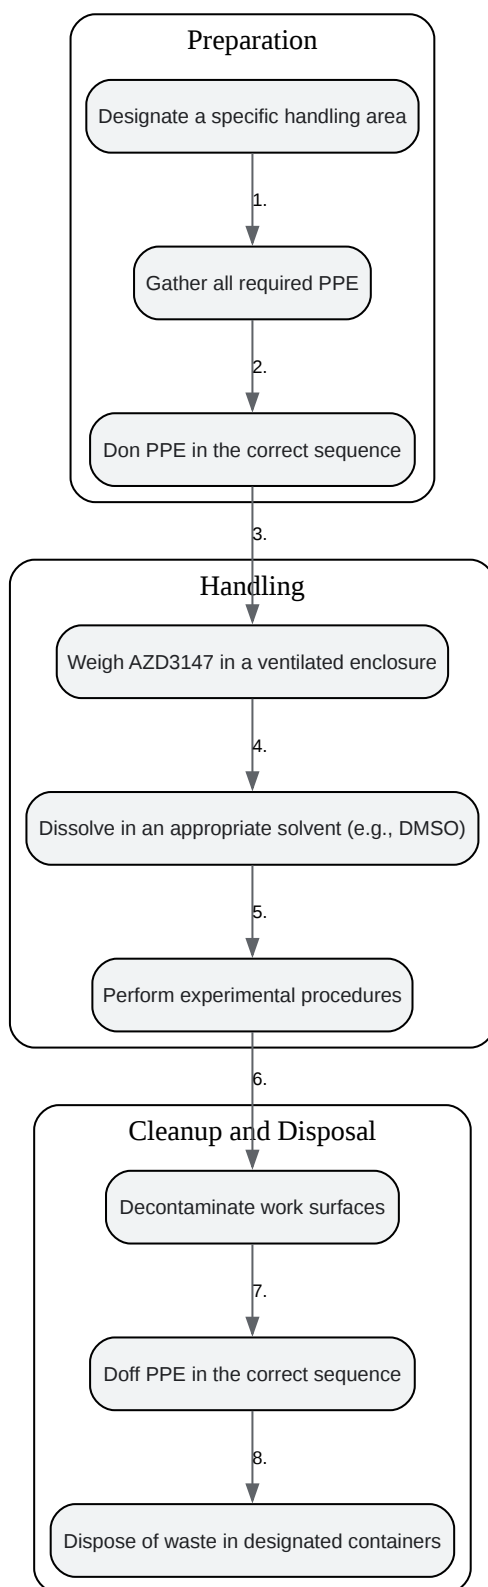 Preparation
Designate a specific handling area
1.
Gather all required PPE
2.
Don PPE in the correct sequence
3.
Handling
Weigh AZD3147 in a ventilated enclosure
4.
Dissolve in an appropriate solvent (e.g., DMSO)
5.
Perform experimental procedures
6.
Cleanup and Disposal
Decontaminate work surfaces
7.
Doff PPE in the correct sequence
8.
Dispose of waste in designated containers